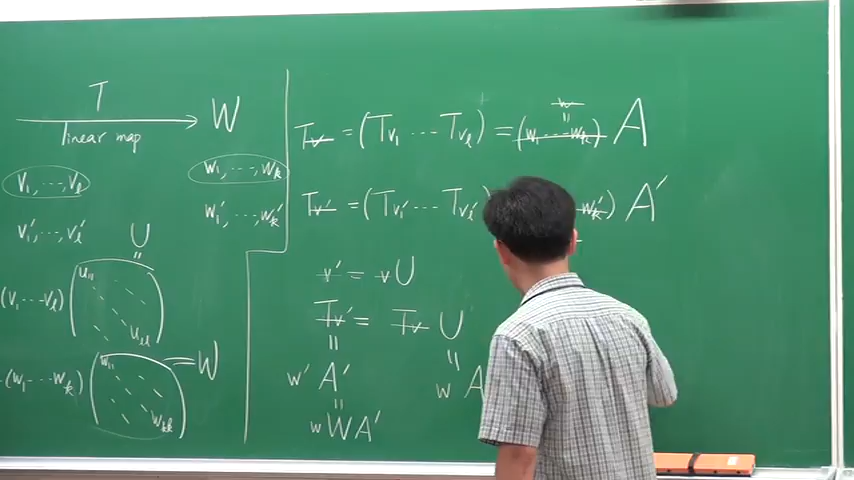 T
linear map
W
v₁, ⋯, vₗ
w₁, ⋯, wₖ
v₁′, ⋯, vₗ′
w₁′, ⋯, wₖ′
U
=
(v₁ ⋯ vₗ)
u₁₁
uₗₗ
(w₁ ⋯ wₖ)
w₁₁
wₖₖ
= W
w
=
Tv = (Tv₁ ⋯ Tvₗ) = (w₁ ⋯ wₖ) A
Tv′ = (Tv₁′ ⋯ Tvₗ′) wₖ′) A′
v′ = v U
Tv′ = Tv U
= =
w′ A′ w A
=
w W A′